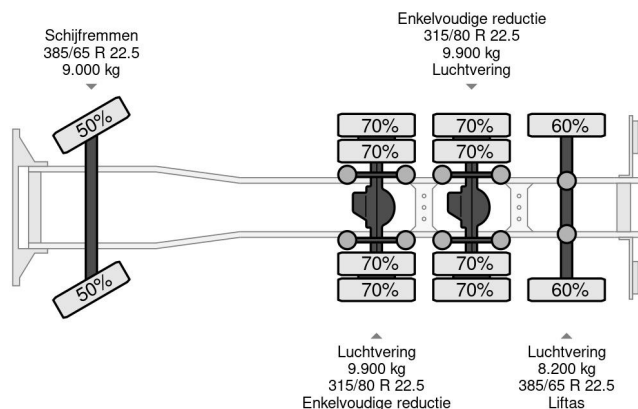 Enkelvoudige reductie
315/80 R 22.5
9.900 kg
Luchtvering
Schijfremmen
385/65 R 22.5
9.000 kg
50%
70%
70%
60%
70%
70%
50%
70%
70%
70%
70%
60%
Luchtvering
9.900 kg
315/80 R 22.5
Enkelvoudige reductie
Luchtvering
8.200 kg
385/65 R 22.5
Liftas